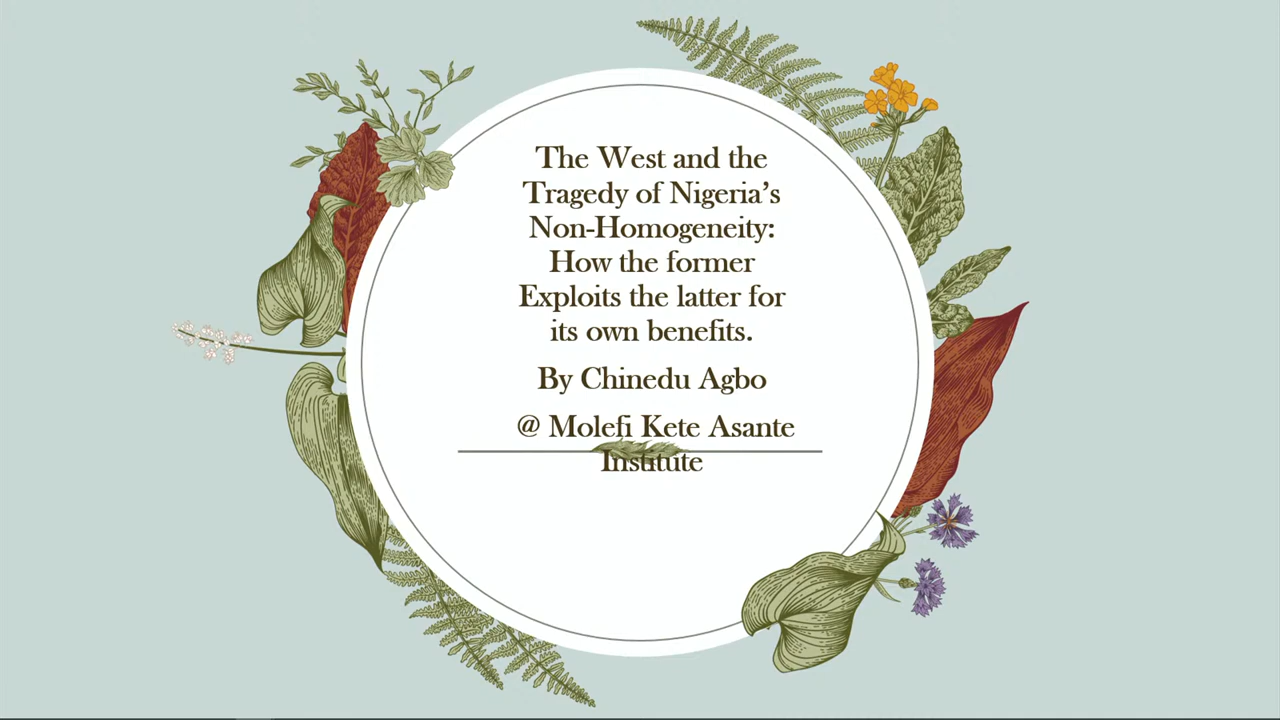 The West and the
Tragedy of Nigeria’s
Non-Homogeneity:
How the former
Exploits the latter for
its own benefits.
By Chinedu Agbo
@ Molefi Kete Asante
Institute